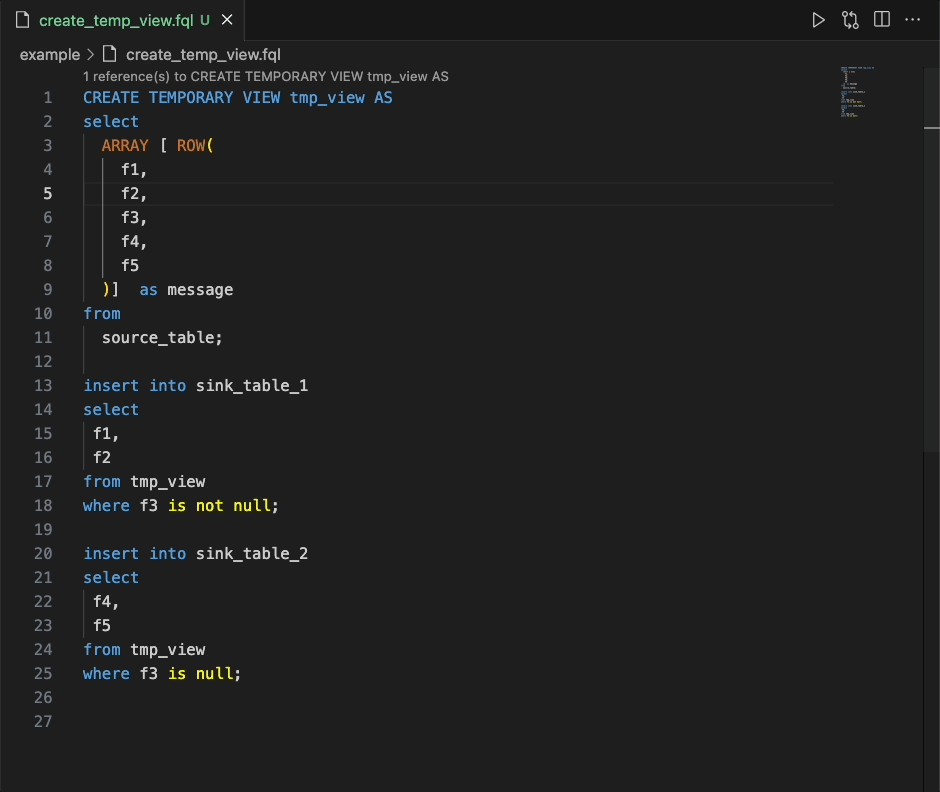 create_temp_view.fql U
example > create_temp_view.fql
1 reference(s) to CREATE TEMPORARY VIEW tmp_view AS
1 CREATE TEMPORARY VIEW tmp_view AS
2 select
3 ARRAY [ ROW(
4 f1,
5 f2,
6 f3,
7 f4,
8 f5
9 )] as message
10 from
11 source_table;
12
13 insert into sink_table_1
14 select
15 f1,
16 f2
17 from tmp_view
18 where f3 is not null;
19
20 insert into sink_table_2
21 select
22 f4,
23 f5
24 from tmp_view
25 where f3 is null;
26
27